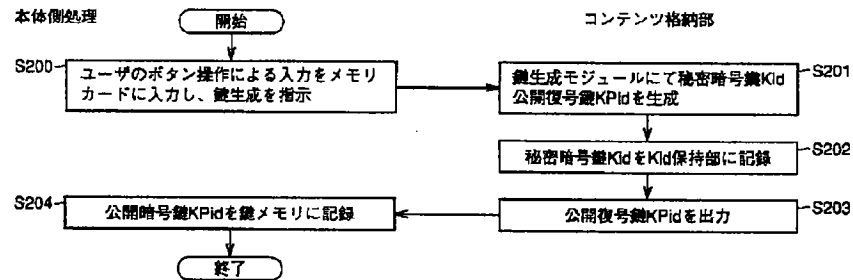 本体側処理
開始
コンテンツ格納部
S200
ユーザのボタン操作による入力をメモリ
カードに入力し、鍵生成を指示
鍵生成モジュールにて秘密暗号鍵Kid
公開復号鍵KPidを生成
S201
秘密暗号鍵KidをKid保持部に記録
S202
S204
公開暗号鍵KPidを鍵メモリに記録
公開復号鍵KPidを出力
S203
終了